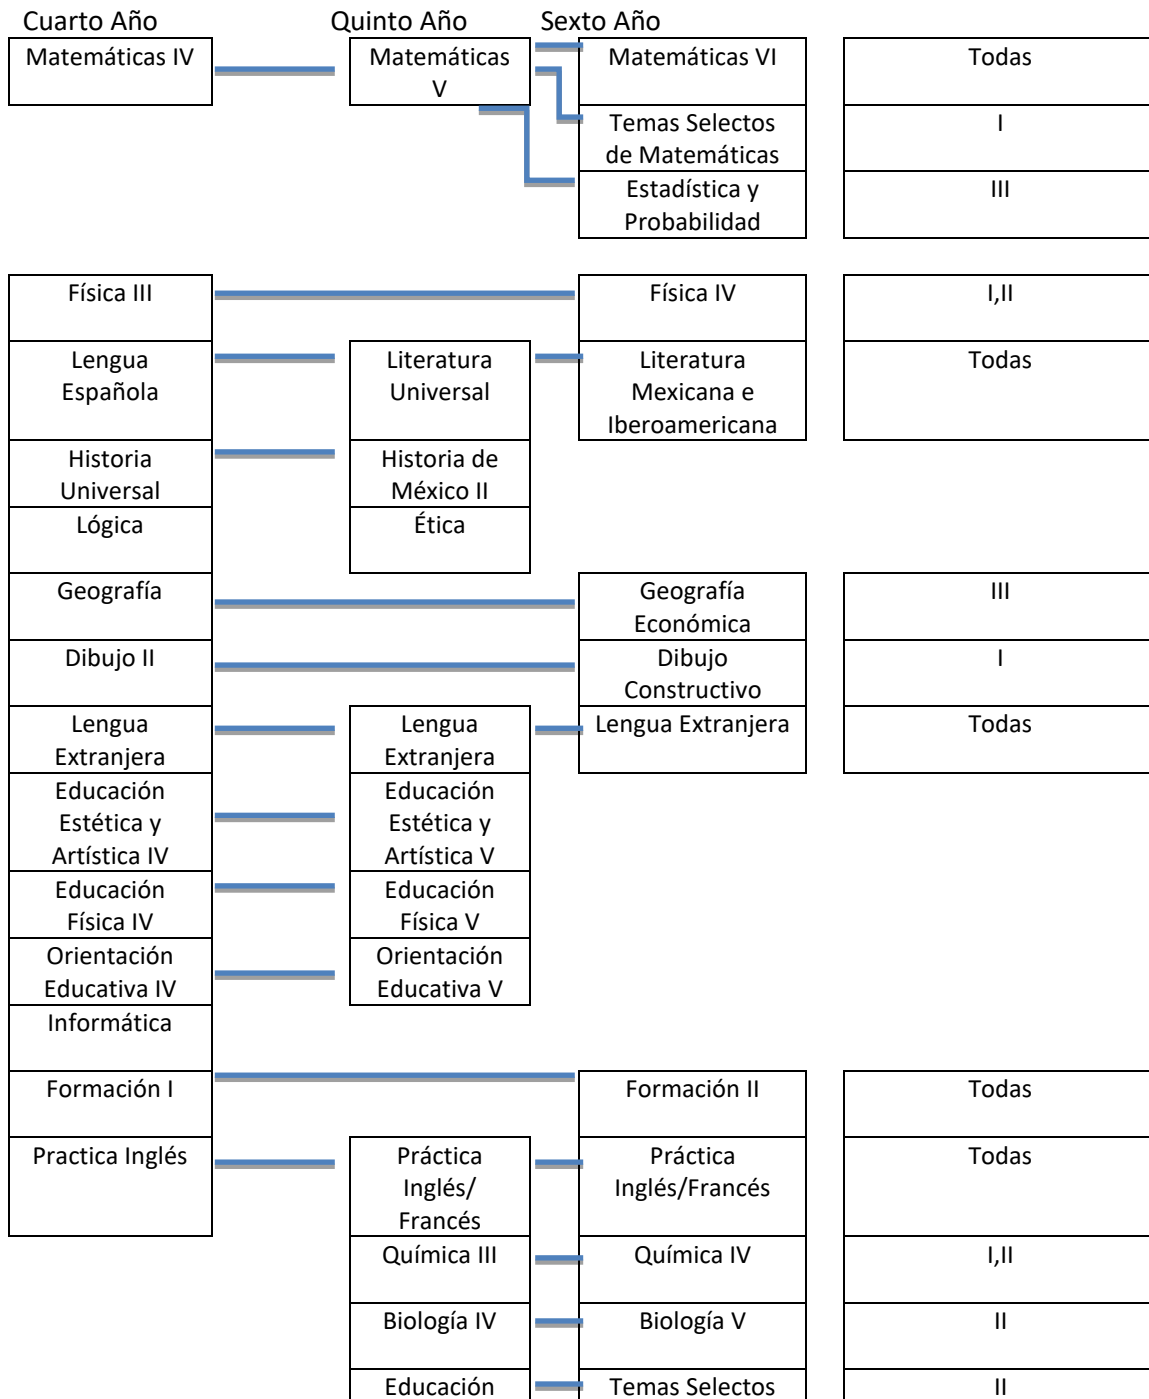 Cuarto Año Quinto Año Sexto Año
Matemáticas IV Matemáticas Matemáticas VI Todas
V
Temas Selectos I
de Matemáticas
Estadística y III
Probabilidad
Física III Física IV I,II
Lengua Literatura Literatura Todas
Española Universal Mexicana e
Iberoamericana
Historia Historia de
Universal México II
Lógica Ética
Geografía Geografía III
Económica
Dibujo II Dibujo I
Constructivo
Lengua Lengua Lengua Extranjera Todas
Extranjera Extranjera
Educación Educación
Estética y Estética y
Artística IV Artística V
Educación Educación
Física IV Física V
Orientación Orientación
Educativa IV Educativa V
Informática
Formación I Formación II Todas
Practica Inglés Práctica Práctica Todas
Inglés/ Inglés/Francés
Francés
Química III Química IV I,II
Biología IV Biología V II
Educación Temas Selectos II